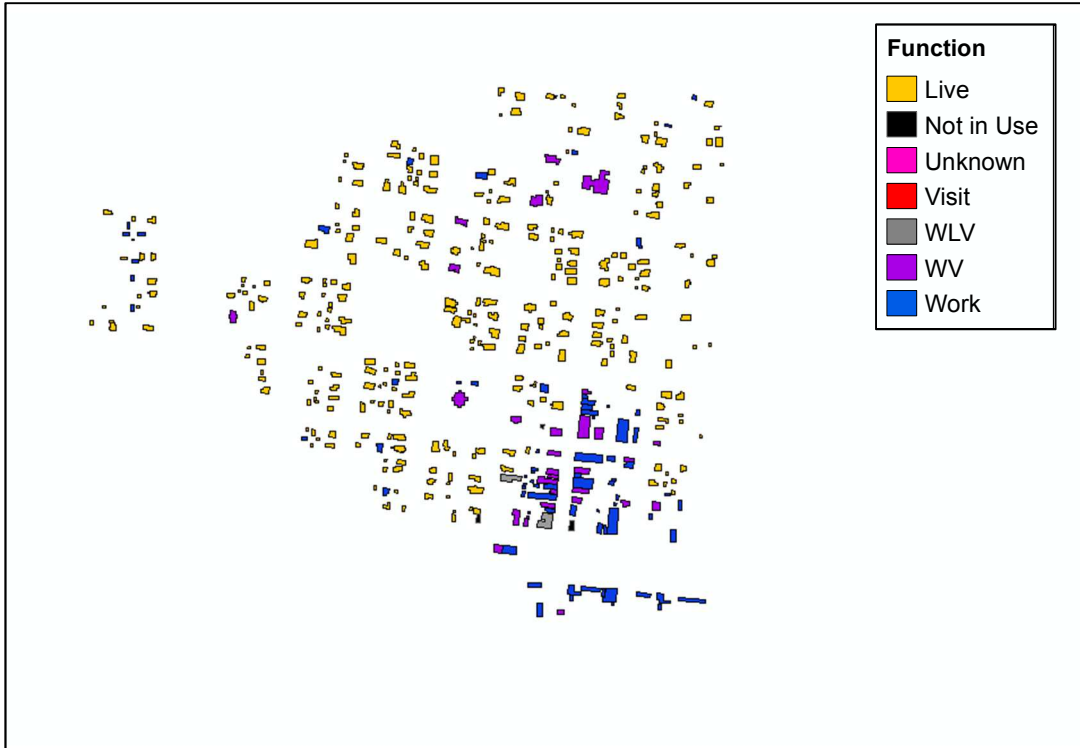 Function
Live
Not in Use
Unknown
Visit
WLV
WV
Work